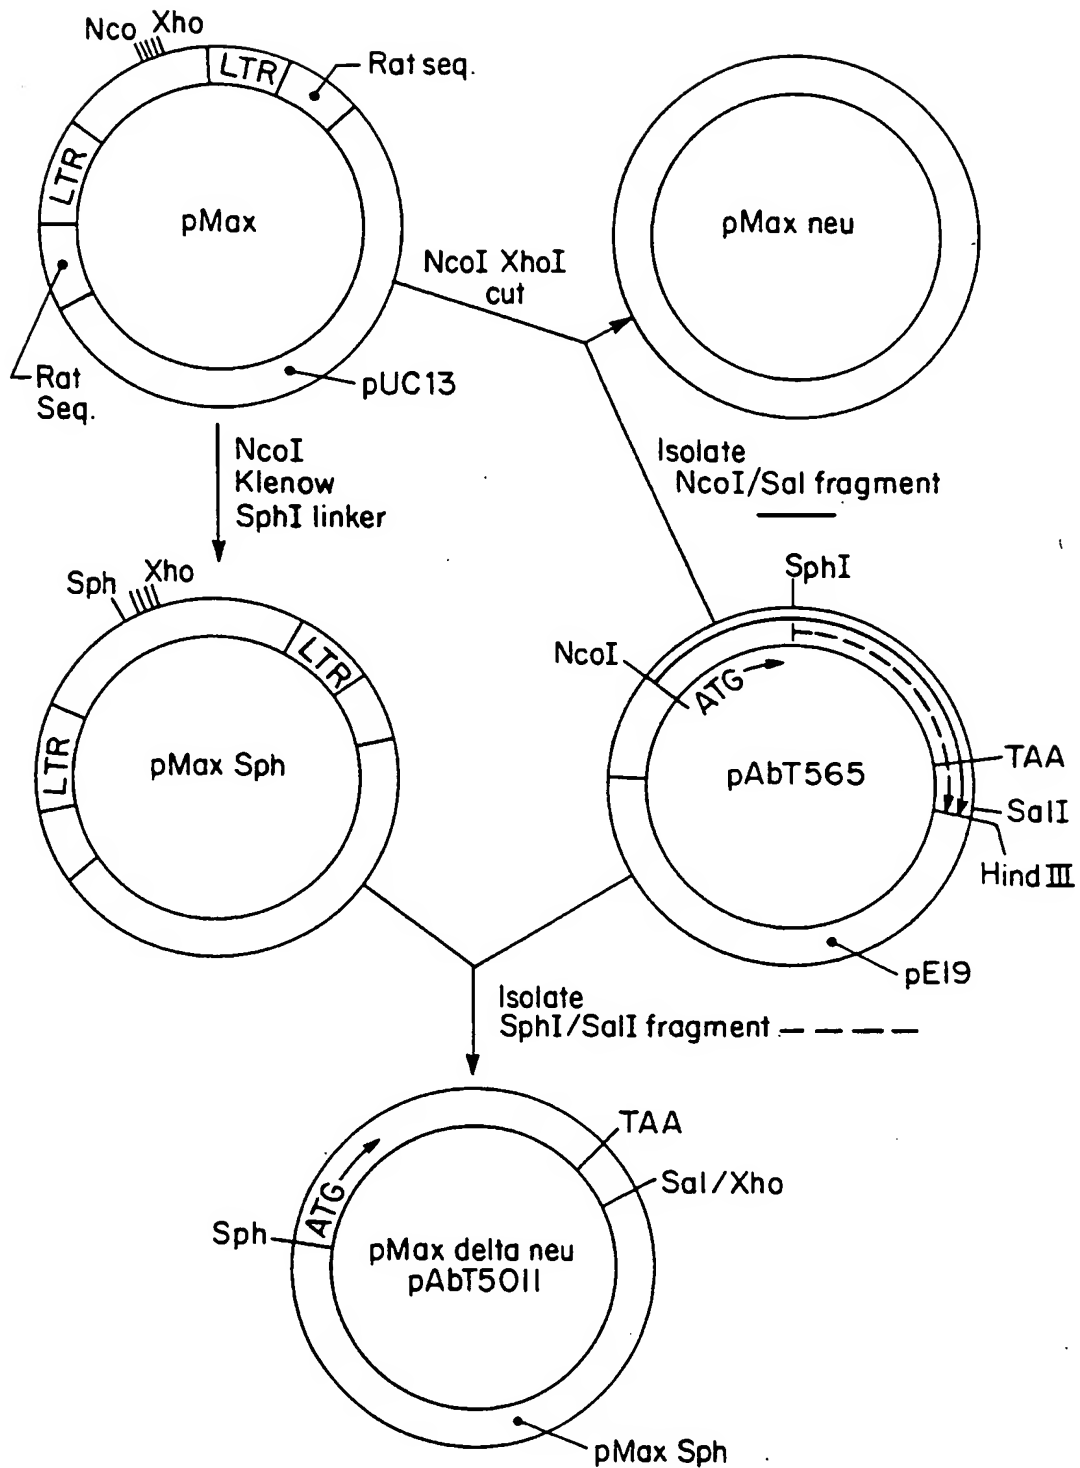 Nco Xho
LTR
Rat seq.
LTR
pMax
Rat
Seq.
pUC13
NcoI XhoI
cut
pMax neu
NcoI
Klenow
SphI linker
Isolate
NcoI/Sal fragment
Sph Xho
LTR
LTR
pMax Sph
SphI
NcoI
ATG
pAbT565
TAA
SalI
Hind III
pE19
Isolate
SphI/SalI fragment
TAA
Sal/Xho
ATG
Sph
pMax delta neu
pAbT5011
pMax Sph